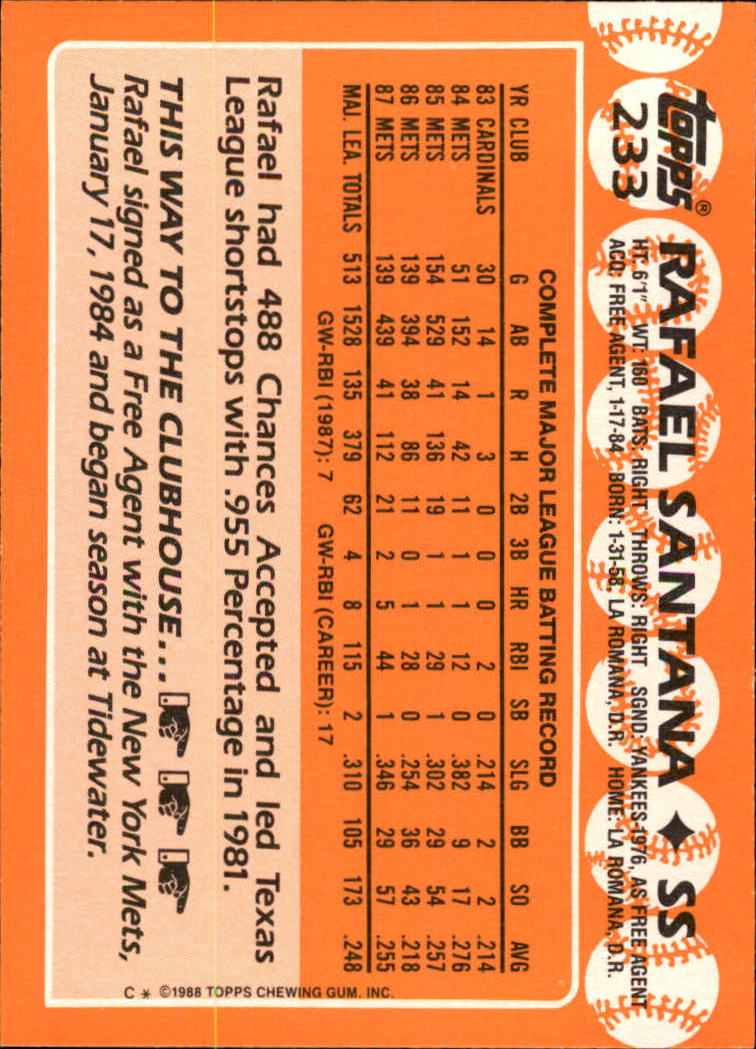 topps®
233
RAFAEL SANTANA ♦ SS
HT: 6'1" WT: 160 BATS: RIGHT THROWS: RIGHT SGND: YANKEES-1976, AS FREE AGENT
ACQ: FREE AGENT, 1-17-84 BORN: 1-31-58, LA ROMANA, D.R. HOME: LA ROMANA, D.R.
COMPLETE MAJOR LEAGUE BATTING RECORD
YR CLUB G AB R H 2B 3B HR RBI SB SLG BB SO AVG
83 CARDINALS 30 14 1 3 0 0 0 2 0 .214 2 2 .214
84 METS 51 152 14 42 11 1 1 12 0 .382 9 17 .276
85 METS 154 529 41 136 19 1 1 29 1 .302 29 54 .257
86 METS 139 394 38 86 11 0 1 28 0 .254 36 43 .218
87 METS 139 439 41 112 21 2 5 44 1 .346 29 57 .255
MAJ. LEA. TOTALS 513 1528 135 379 62 4 8 115 2 .310 105 173 .248
GW-RBI (1987): 7 GW-RBI (CAREER): 17
Rafael had 488 Chances Accepted and led Texas
League shortstops with .955 Percentage in 1981.
THIS WAY TO THE CLUBHOUSE...
Rafael signed as a Free Agent with the New York Mets,
January 17, 1984 and began season at Tidewater.
C * ©1988 TOPPS CHEWING GUM. INC.